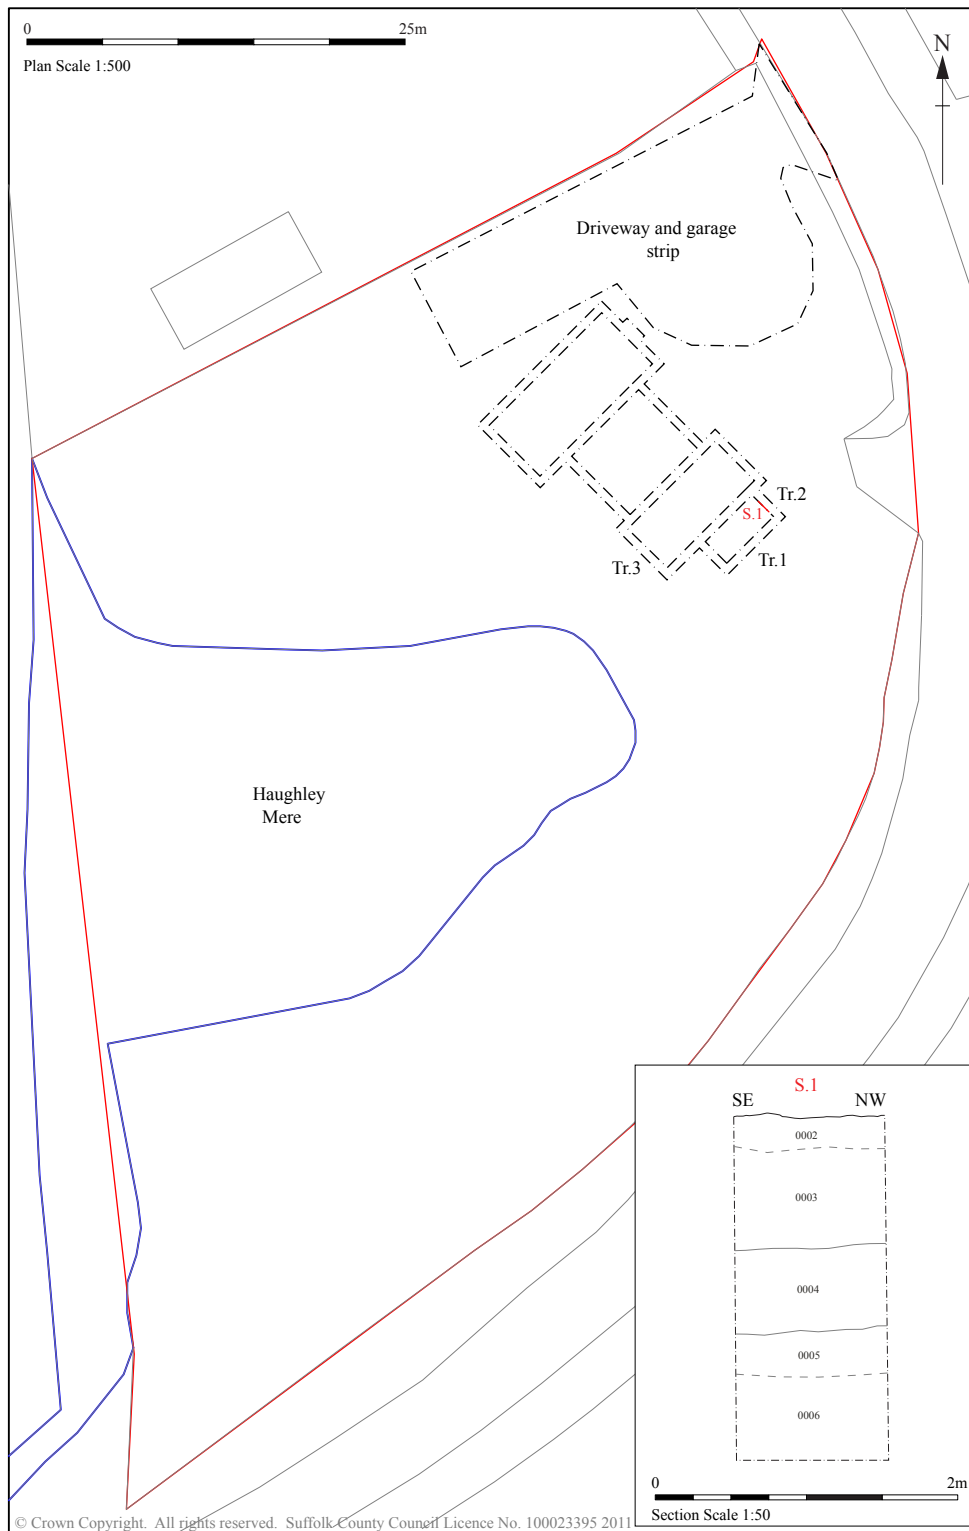 0 25m
Plan Scale 1:500
N
Driveway and garage
strip
Tr.2
S.1
Tr.1
Tr.3
Haughley
Mere
S.1
SE NW
0002
0003
0004
0005
0006
0 2m
Section Scale 1:50
© Crown Copyright. All rights reserved. Suffolk County Council Licence No. 100023395 2011